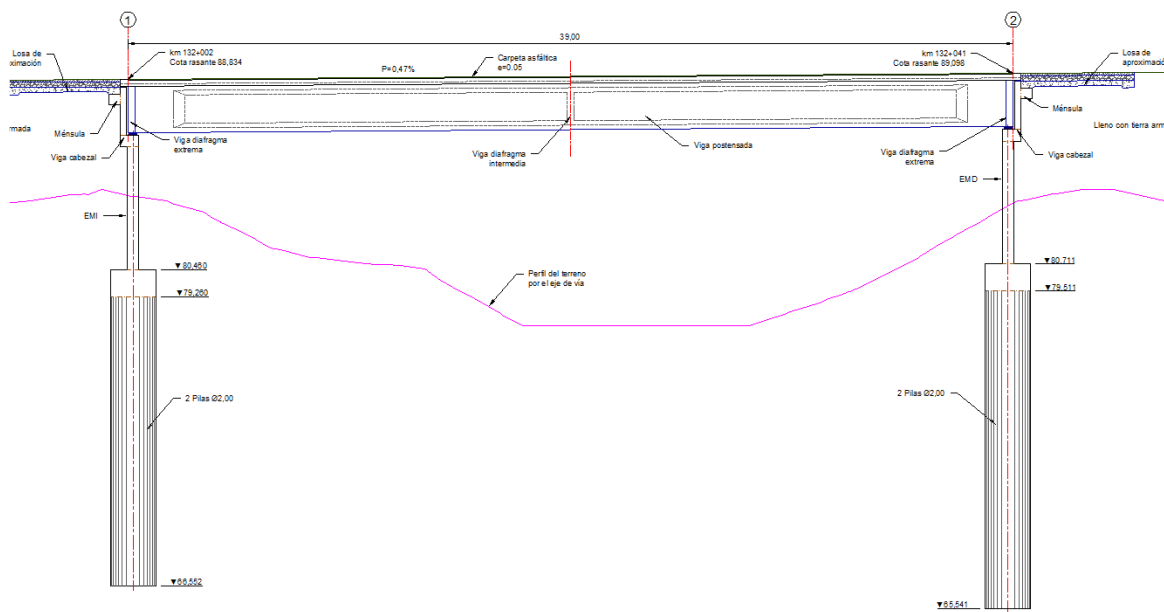 1
2
39,00
km 132+002
Cota rasante 88,834
P=0,47%
Carpeta asfáltica
e=0.05
km 132+041
Cota rasante 89,098
Losa de
oximación
Losa de
aproximació
Ménsula
Ménsula
rmada
Lleno con tierra arm
Viga diafragma
extrema
Viga cabezal
Viga diafragma
intermedia
Viga postensada
Viga diafragma
extrema
Viga cabezal
EMI
EMD
80,460
79,260
80,711
79,511
Perfil del terreno
por el eje de vía
2 Pilas Ø2,00
2 Pilas Ø2,00
66,552
65,541